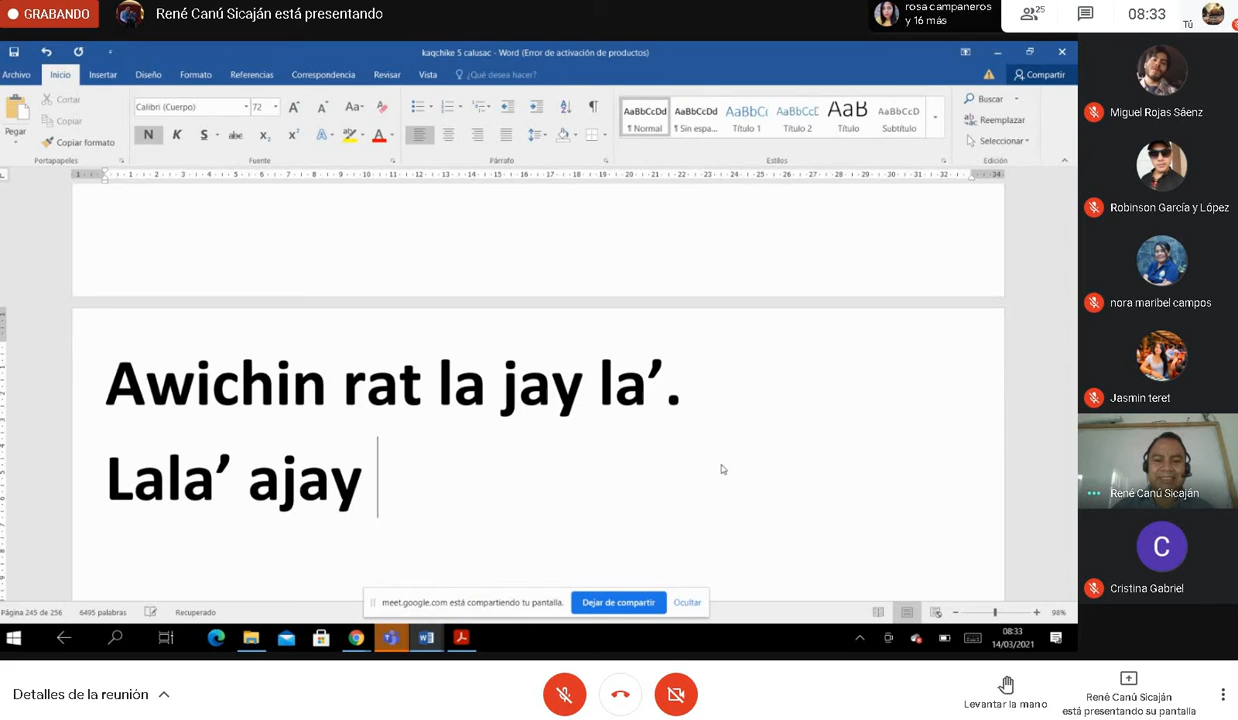 GRABANDO
René Canú Sicaján está presentando
rosa campaneros
y 16 más
25
08:33
Tú
kaqchike 5 calusac - Word (Error de activación de productos)
Archivo Inicio Insertar Diseño Formato Referencias Correspondencia Revisar Vista ¿Qué desea hacer? Compartir
Pegar
Cortar
Copiar
Copiar formato
Portapapeles
Calibri (Cuerpo) 72
N K S abc X₂ X²
Fuente
Párrafo
AaBbCcDd AaBbCcDd AaBbC AaBbCcC AaB AaBbCcD
¶ Normal ¶ Sin espa... Título 1 Título 2 Título Subtítulo
Estilos
Buscar
Reemplazar
Seleccionar
Edición
Awichin rat la jay la’.
Lala’ ajay
meet.google.com está compartiendo tu pantalla.
Dejar de compartir
Ocultar
Página 245 de 256 6495 palabras Recuperado
98%
08:33
14/03/2021
Miguel Rojas Sáenz
Robinson García y López
nora maribel campos
Jasmin teret
René Canú Sicaján
C
Cristina Gabriel
Detalles de la reunión
Levantar la mano
René Canú Sicaján
está presentando su pantalla